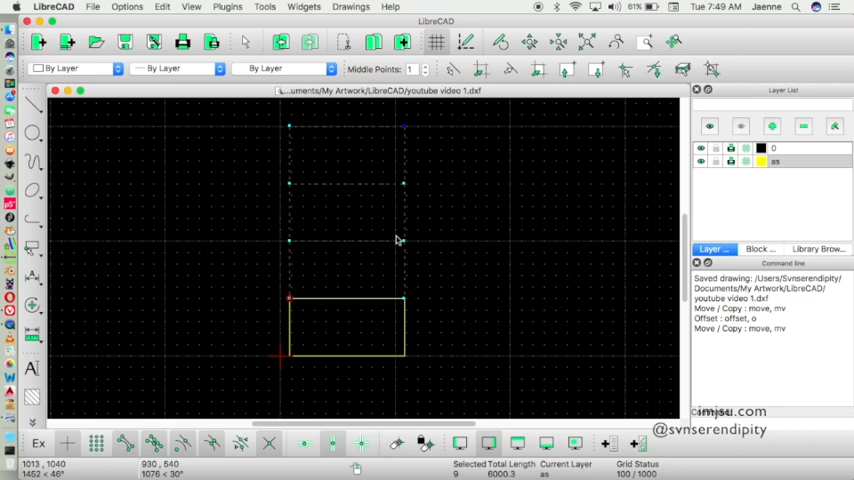 LibreCAD File Options Edit View Plugins Tools Widgets Drawings Help 61% Tue 7:49 AM Jaenne
LibreCAD
By Layer By Layer By Layer Middle Points: 1
...uments/My Artwork/LibreCAD/youtube video 1.dxf
Layer List
0
as
Layer ... Block ... Library Brow...
Command line
Saved drawing: /Users/Svnserendipity/
Documents/My Artwork/LibreCAD/
youtube video 1.dxf
Move / Copy : move, mv
Offset : offset, o
Move / Copy : move, mv
@svnserendipity
Ex
1013 , 1040
1452 < 46°
930 , 540
1076 < 30°
Selected Total Length Current Layer Grid Status
9 6000.3 as 100 / 1000